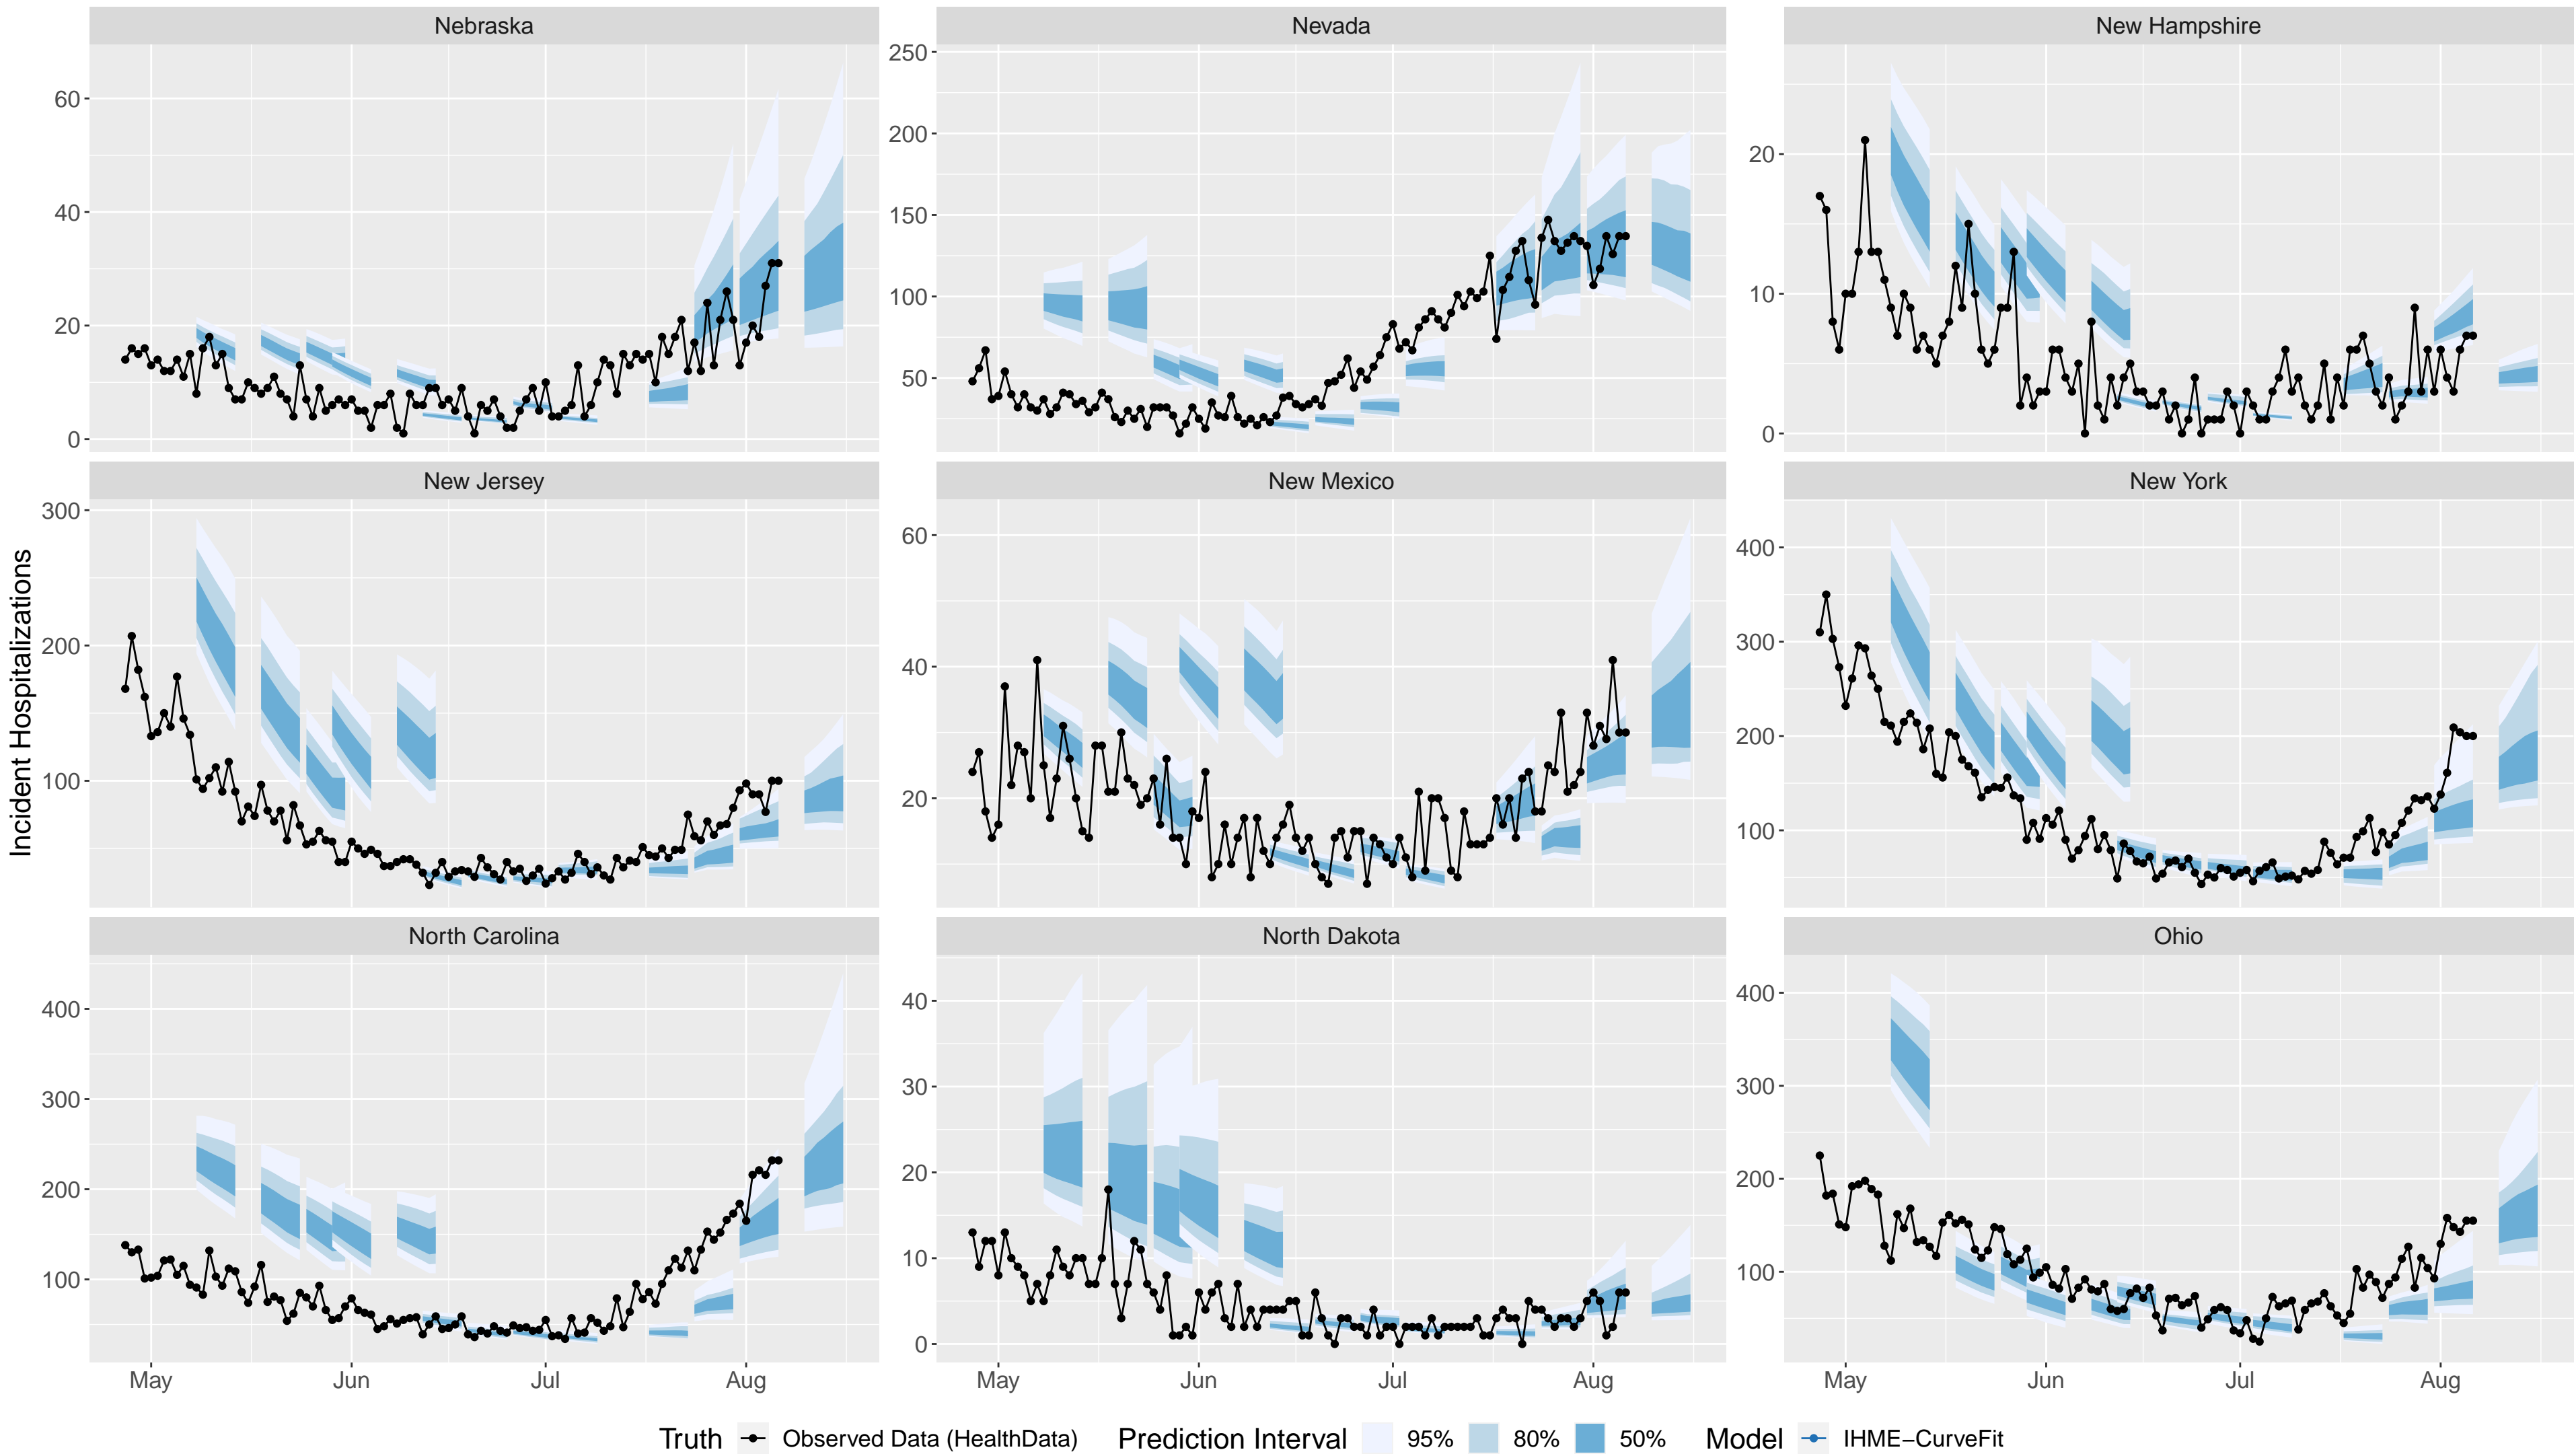 Nebraska
Nevada
New Hampshire
60
40
20
0
250
200
150
100
50
20
10
0
New Jersey
New Mexico
New York
300
200
100
60
40
20
400
300
200
100
Incident Hospitalizations
North Carolina
North Dakota
Ohio
400
300
200
100
40
30
20
10
0
400
300
200
100
May Jun Jul Aug
May Jun Jul Aug
May Jun Jul Aug
Truth Observed Data (HealthData) Prediction Interval 95% 80% 50% Model IHME−CurveFit